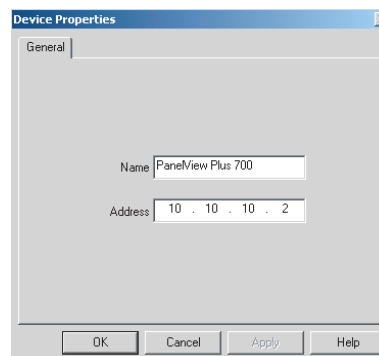 Device Properties
General
Name PanelView Plus 700
Address 10 . 10 . 10 . 2
OK Cancel Apply Help